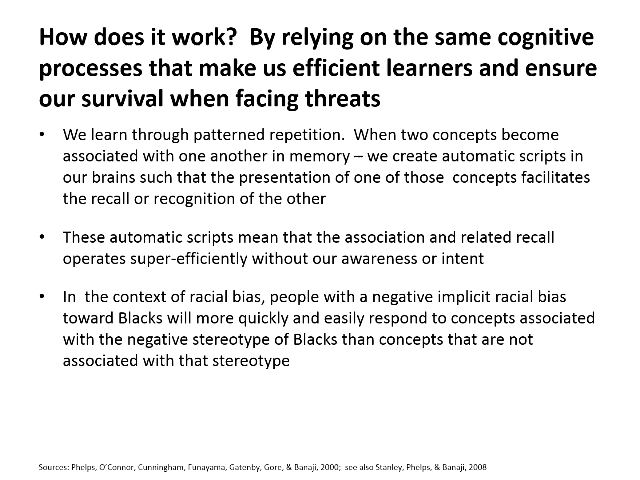 How does it work?  By relying on the same cognitive
processes that make us efficient learners and ensure
our survival when facing threats
• We learn through patterned repetition.  When two concepts become
associated with one another in memory – we create automatic scripts in
our brains such that the presentation of one of those  concepts facilitates
the recall or recognition of the other
• These automatic scripts mean that the association and related recall
operates super-efficiently without our awareness or intent
• In  the context of racial bias, people with a negative implicit racial bias
toward Blacks will more quickly and easily respond to concepts associated
with the negative stereotype of Blacks than concepts that are not
associated with that stereotype
Sources: Phelps, O’Connor, Cunningham, Funayama, Gatenby, Gore, & Banaji, 2000;  see also Stanley, Phelps, & Banaji, 2008